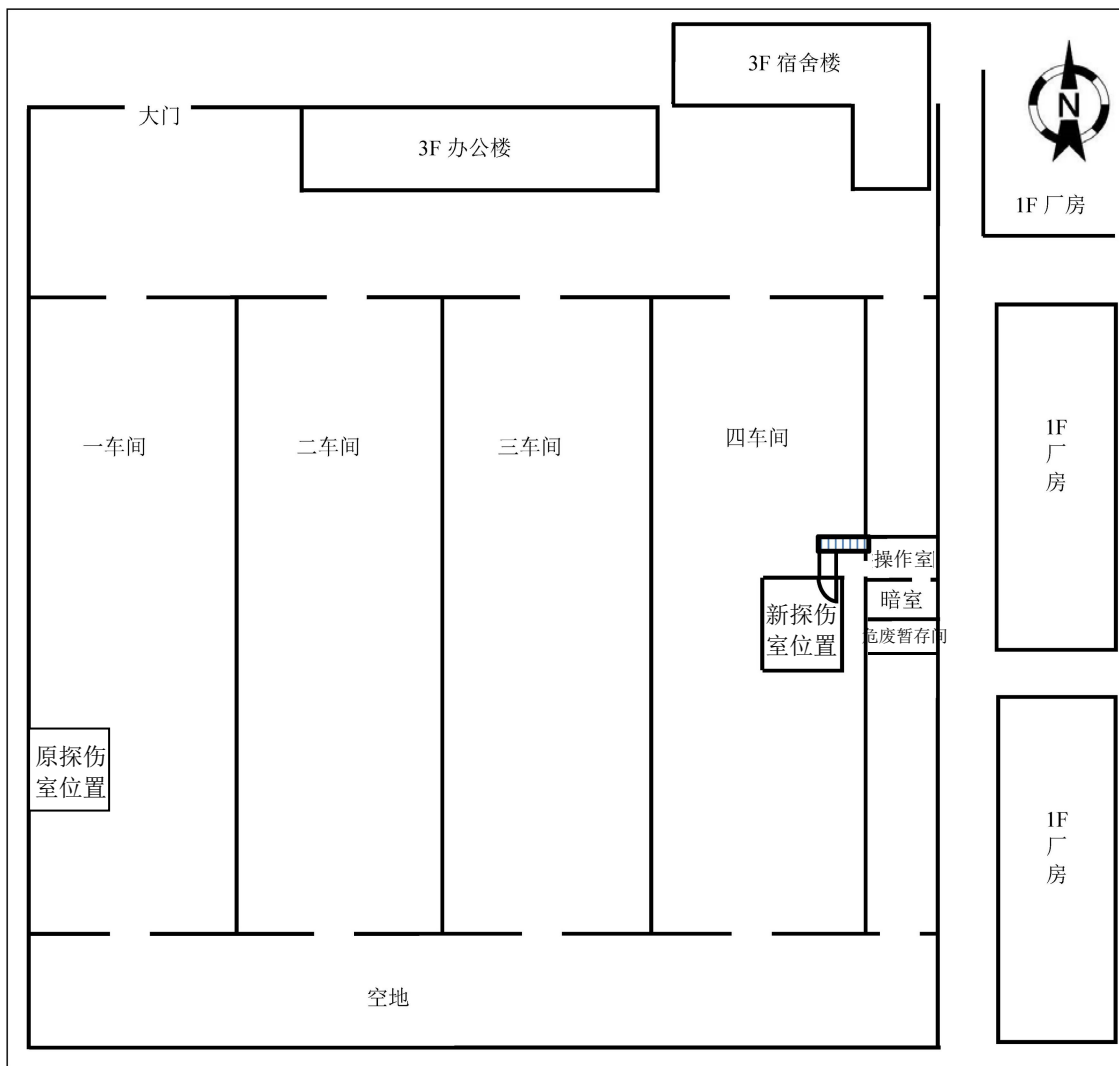 3F 宿舍楼
N
大门
3F 办公楼
1F 厂房
一车间
二车间
三车间
四车间
1F
厂
房
操作室
暗室
新探伤
室位置
危废暂存间
原探伤
室位置
1F
厂
房
空地